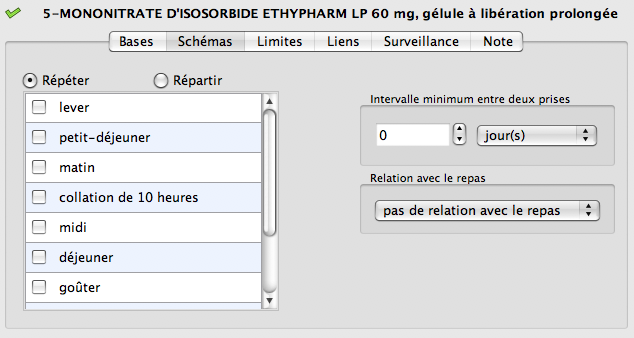 5-MONONITRATE D'ISOSORBIDE ETHYPHARM LP 60 mg, gélule à libération prolongée
Bases Schémas Limites Liens Surveillance Note
Répéter Répartir
lever
petit-déjeuner
matin
collation de 10 heures
midi
déjeuner
goûter
Intervalle minimum entre deux prises
0 jour(s)
Relation avec le repas
pas de relation avec le repas